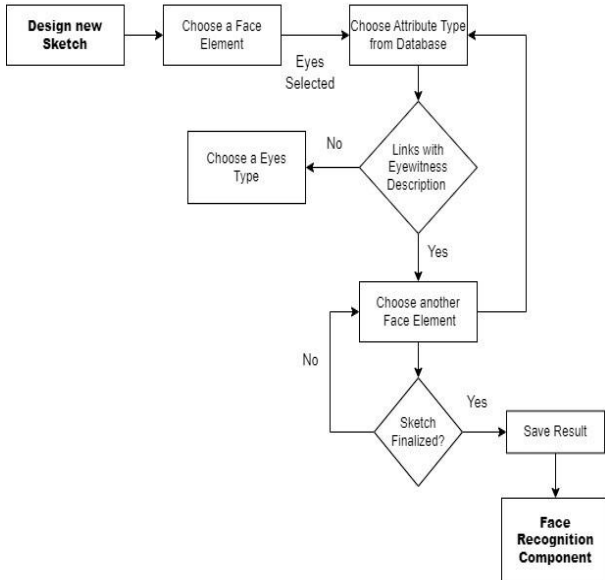 Design new
Sketch
Choose a Face
Element
Eyes
Selected
Choose Attribute Type
from Database
Links with
Eyewitness
Description
No
Choose a Eyes
Type
Yes
Choose another
Face Element
No
Sketch
Finalized?
Yes
Save Result
Face
Recognition
Component